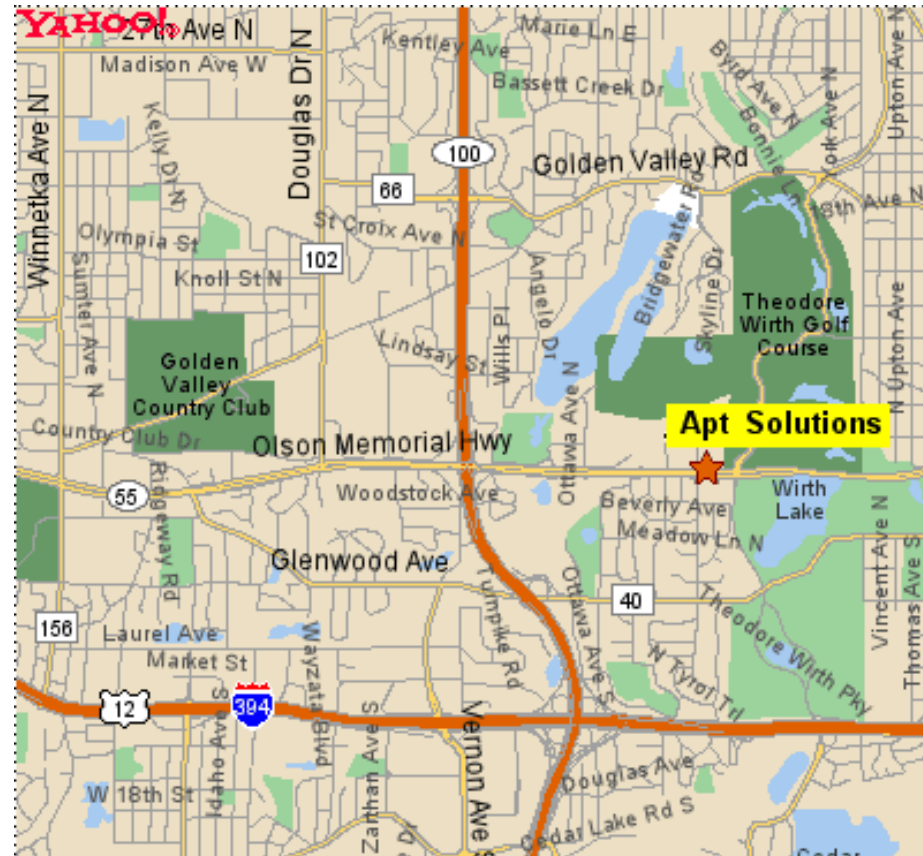 YAHOO!
27th Ave N
Madison Ave W
Winnetka Ave N
Douglas Dr N
Kentley Ave
Marie Ln E
Bassett Creek Dr
Byrd Ave N
Bonnie Ln
York Ave N
Upton Ave N
Kelly Dr N
100
Golden Valley Rd
66
18th Ave N
St Croix Ave N
Olympia St
102
Knoll St N
Sumter Ave N
Angelo Dr
Bridgewater Rd
Skyline Dr
Theodore
Wirth Golf
Course
N Upton Ave
Lindsay St
Wills Pl
Golden
Valley
Country Club
Ottawa Ave N
Apt Solutions
Country Club Dr
Olson Memorial Hwy
55
Ridgeway Rd
Woodstock Ave
Beverly Ave
Meadow Ln N
Wirth
Lake
Vincent Ave N
Thomas Ave S
Glenwood Ave
Turnpike Rd
Ottawa Ave S
40
Theodore Wirth Pky
156
Laurel Ave
Market St
Wayzata Blvd
N Tyrol Trl
12
394
Idaho Ave S
Zarthan Ave S
Vernon Ave S
W 18th St
Douglas Ave
Dr
Cedar Lake Rd S
Cedar